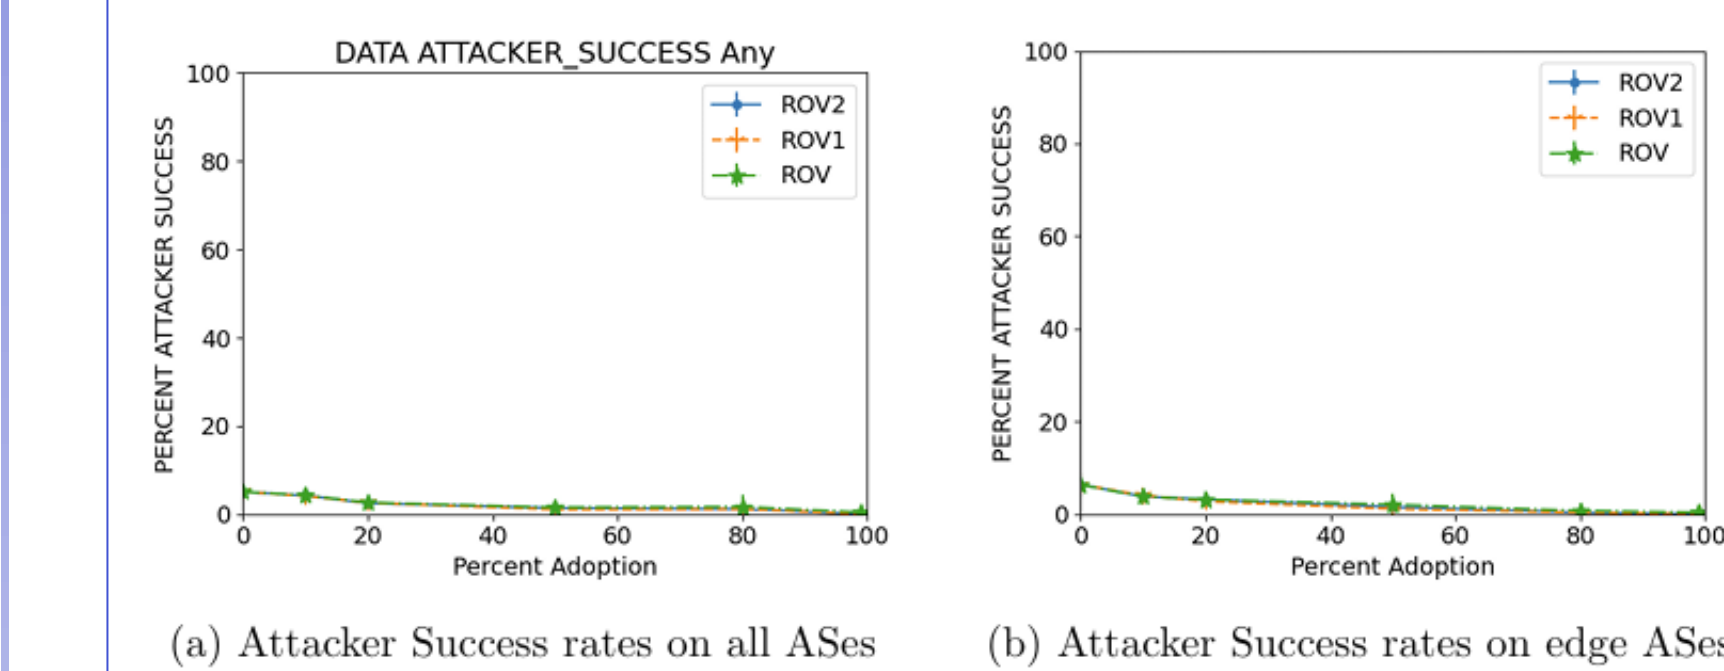 DATA ATTACKER_SUCCESS Any
PERCENT ATTACKER SUCCESS
100
80
60
40
20
0
ROV2
ROV1
ROV
0 20 40 60 80 100
Percent Adoption
(a) Attacker Success rates on all ASes
PERCENT ATTACKER SUCCESS
100
80
60
40
20
0
ROV2
ROV1
ROV
0 20 40 60 80 100
Percent Adoption
(b) Attacker Success rates on edge ASes